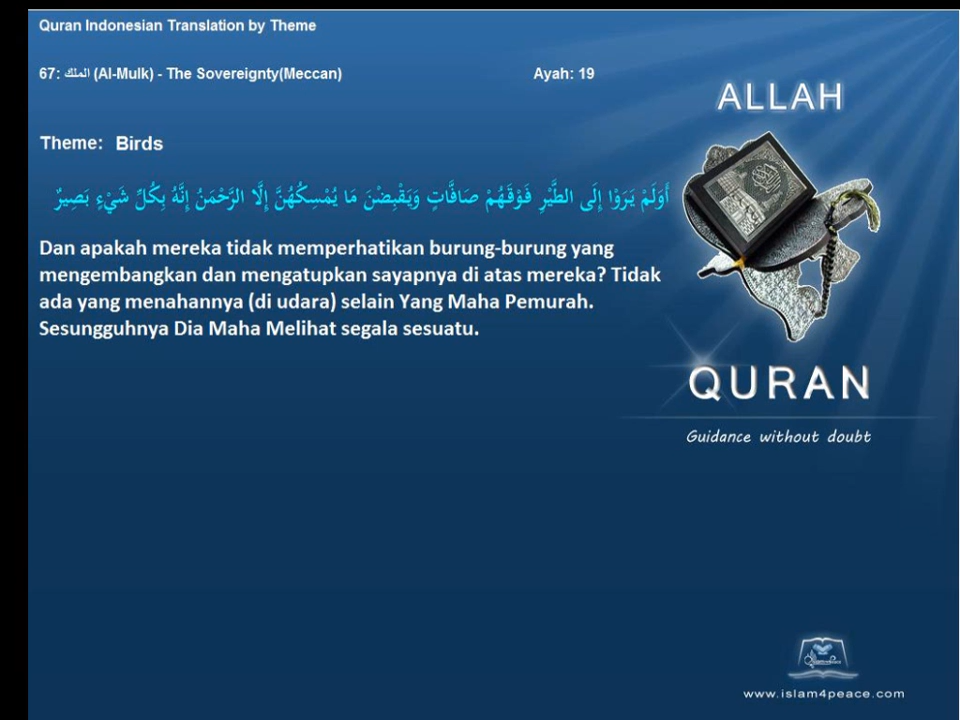 Quran Indonesian Translation by Theme
67: الملك (Al-Mulk) - The Sovereignty(Meccan) Ayah: 19
ALLAH
Theme: Birds
أَوَلَمْ يَرَوْا إِلَى الطَّيْرِ فَوْقَهُمْ صَافَّاتٍ وَيَقْبِضْنَ مَا يُمْسِكُهُنَّ إِلَّا الرَّحْمَنُ إِنَّهُ بِكُلِّ شَيْءٍ بَصِيرٌ
Dan apakah mereka tidak memperhatikan burung-burung yang
mengembangkan dan mengatupkan sayapnya di atas mereka? Tidak
ada yang menahannya (di udara) selain Yang Maha Pemurah.
Sesungguhnya Dia Maha Melihat segala sesuatu.
QURAN
Guidance without doubt
www.islam4peace.com